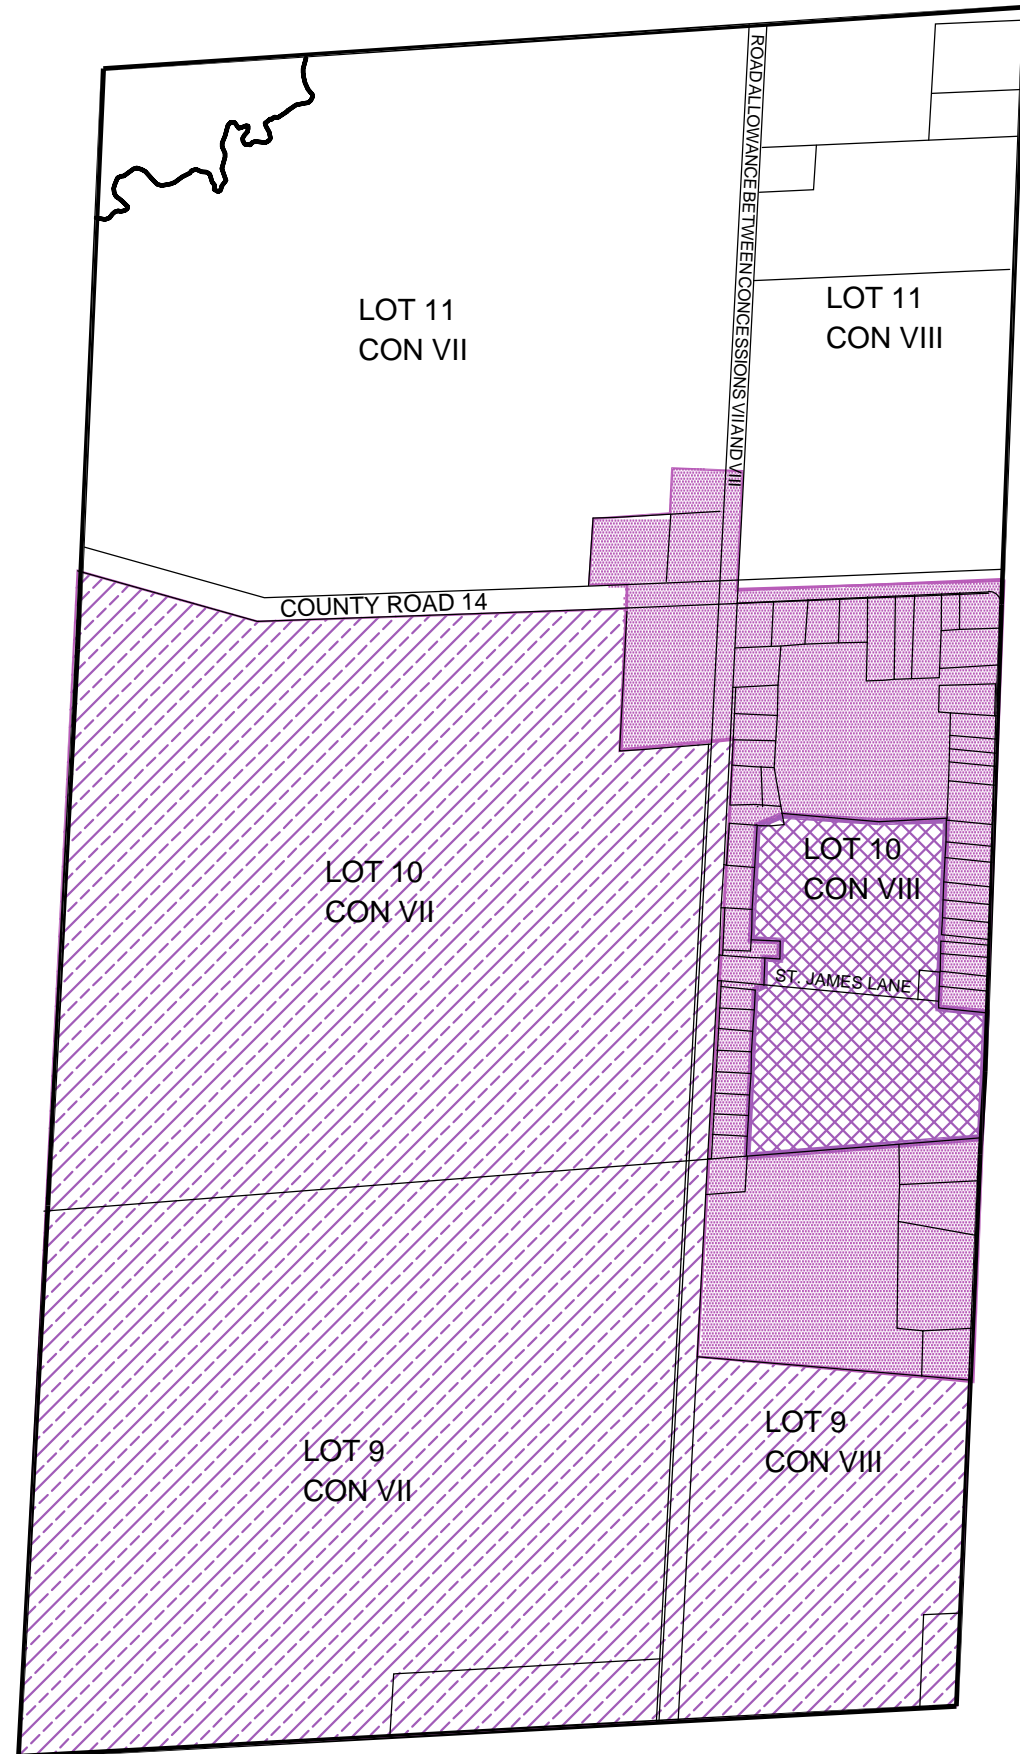 ROAD ALLOWANCE BETWEEN CONCESSIONS VII AND VIII
LOT 11
CON VII
LOT 11
CON VIII
COUNTY ROAD 14
LOT 10
CON VII
LOT 10
CON VIII
ST. JAMES LANE
LOT 9
CON VII
LOT 9
CON VIII